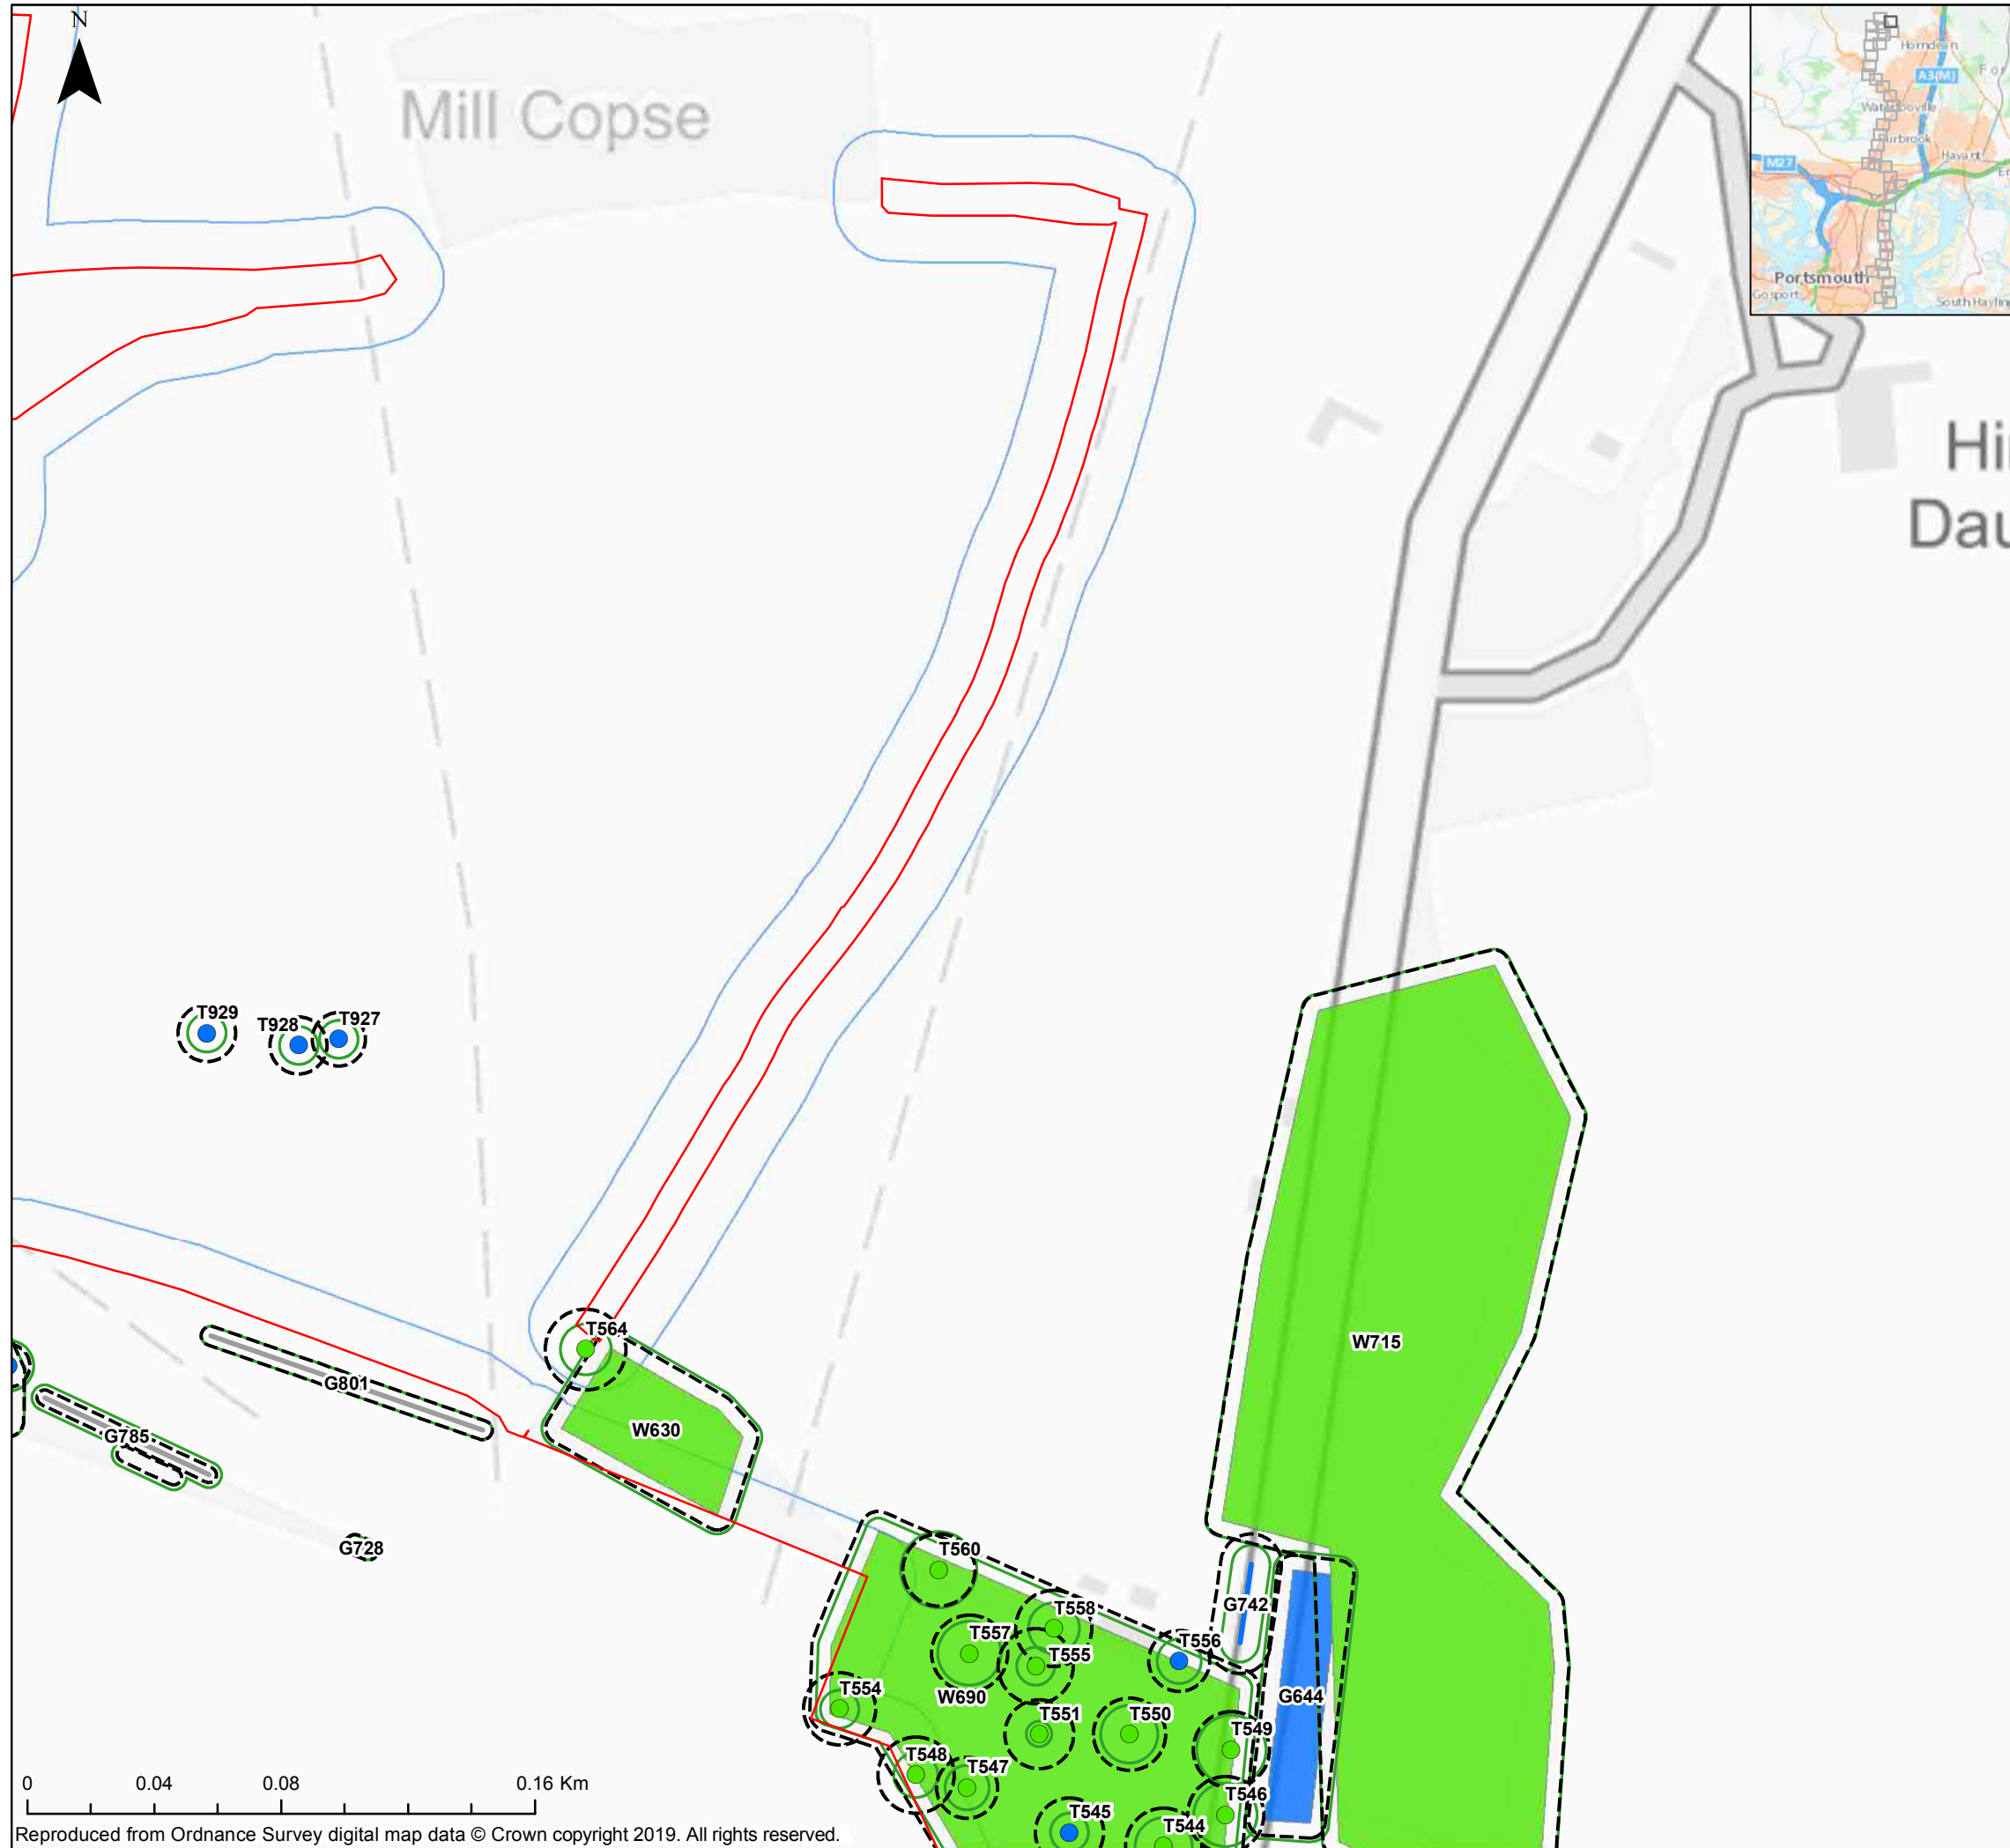 N
Mill Copse
Horndean
A3(M)
For
Waterlooville
Purbrook
M27
Havant
Portsmouth
Gosport
South Hayling
Hi
Dau
T929
T928
T927
T564
G801
W630
G785
G728
W715
T560
T558
T557
T555
T556
G742
W690
T554
T551
T550
T549
G644
T548
T547
T546
T545
T544
0 0.04 0.08 0.16 Km
Reproduced from Ordnance Survey digital map data © Crown copyright 2019. All rights reserved.